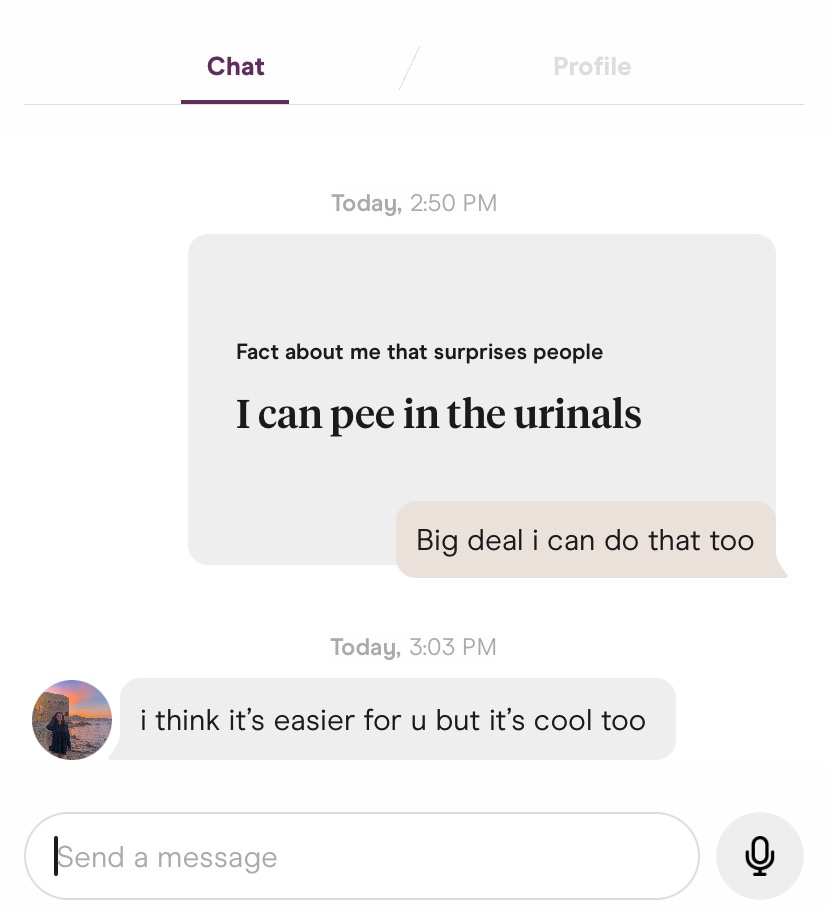 Chat
Profile
Today, 2:50 PM
Fact about me that surprises people
I can pee in the urinals
Big deal i can do that too
Today, 3:03 PM
i think it’s easier for u but it’s cool too
Send a message